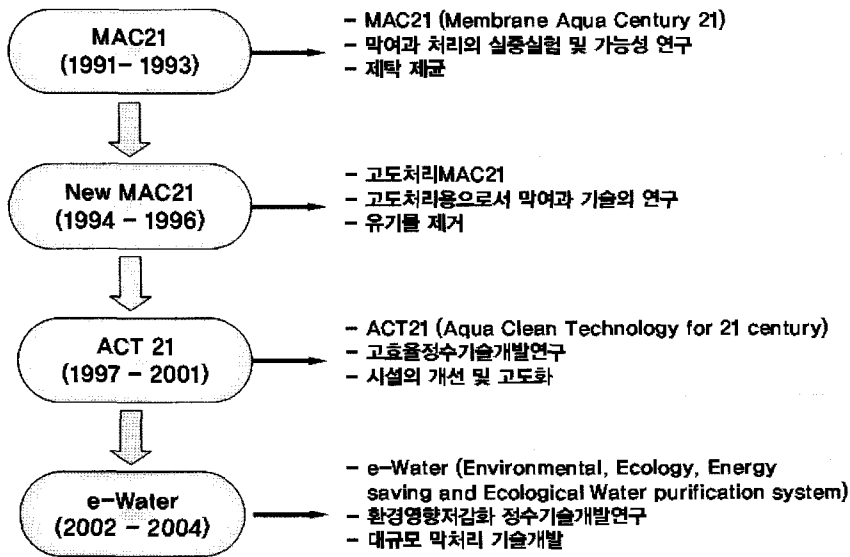 MAC21
(1991- 1993)
- MAC21 (Membrane Aqua Century 21)
- 막여과 처리의 실증실험 및 가능성 연구
- 제탁 제균
New MAC21
(1994 - 1996)
- 고도처리MAC21
- 고도처리용으로서 막여과 기술의 연구
- 유기물 제거
ACT 21
(1997 - 2001)
- ACT21 (Aqua Clean Technology for 21 century)
- 고효율정수기술개발연구
- 시설의 개선 및 고도화
e-Water
(2002 - 2004)
- e-Water (Environmental, Ecology, Energy
saving and Ecological Water purification system)
- 환경영향저감화 정수기술개발연구
- 대규모 막처리 기술개발